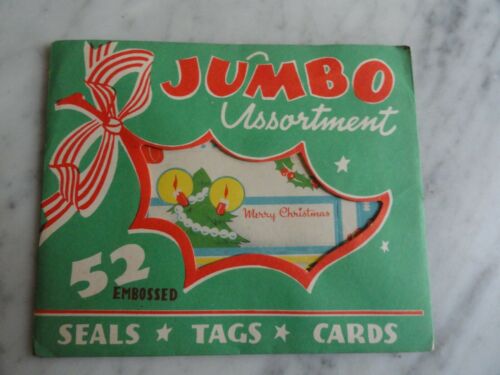 JUMBO
Assortment
Merry Christmas
52
EMBOSSED
SEALS ★ TAGS ★ CARDS